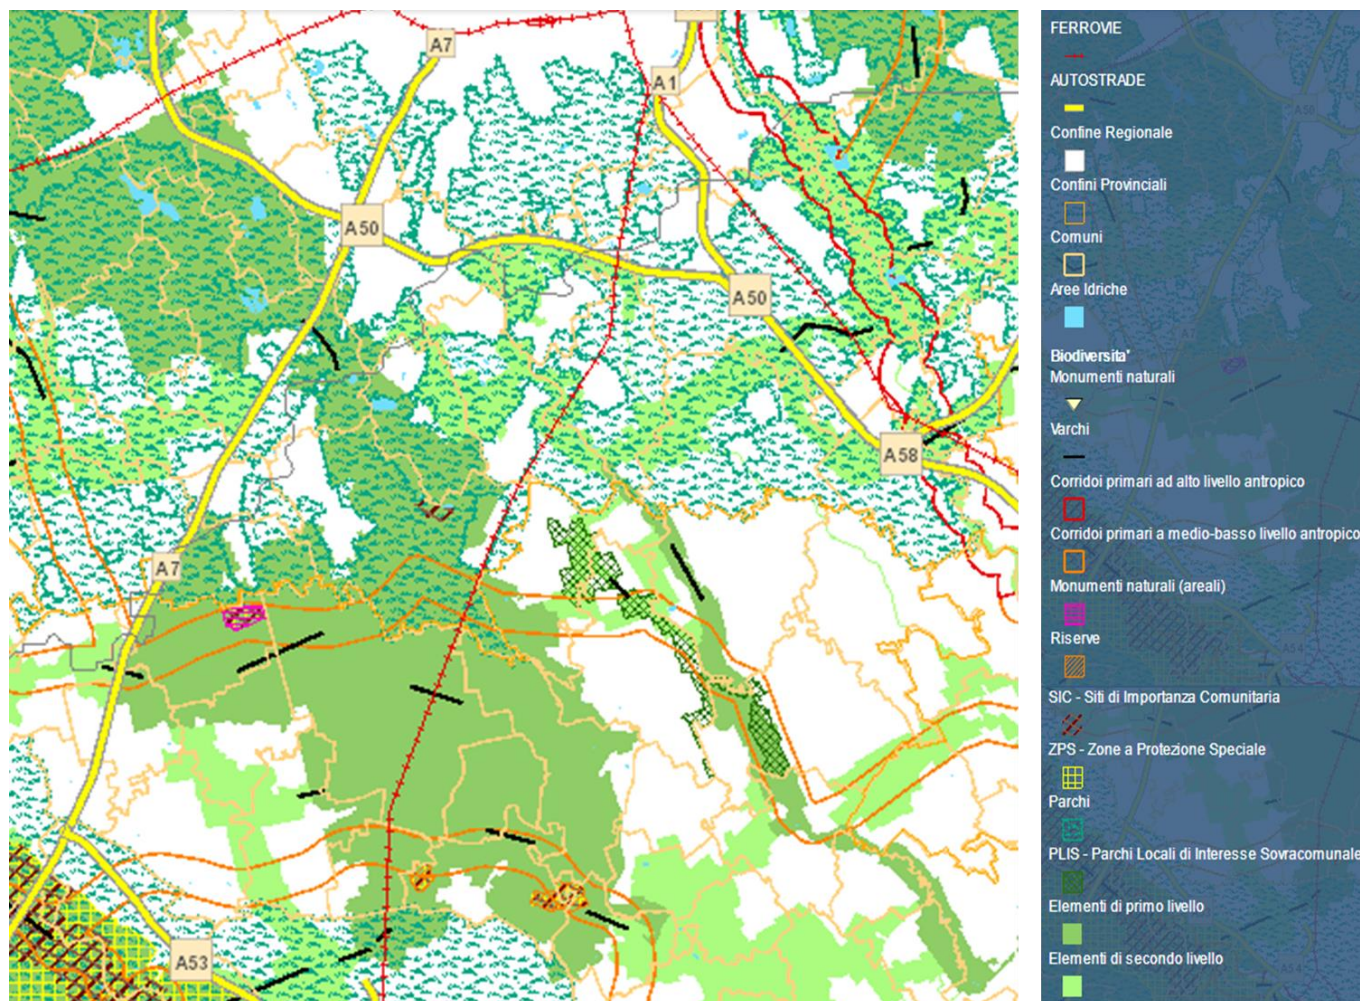 A7
A1
A50
A50
A58
A7
A53
FERROVIE
AUTOSTRADE
Confine Regionale
Confini Provinciali
Comuni
Aree Idriche
Biodiversita'
Monumenti naturali
Varchi
Corridoi primari ad alto livello antropico
Corridoi primari a medio-basso livello antropico
Monumenti naturali (areali)
Riserve
SIC - Siti di Importanza Comunitaria
ZPS - Zone a Protezione Speciale
Parchi
PLIS - Parchi Locali di Interesse Sovracomunale
Elementi di primo livello
Elementi di secondo livello